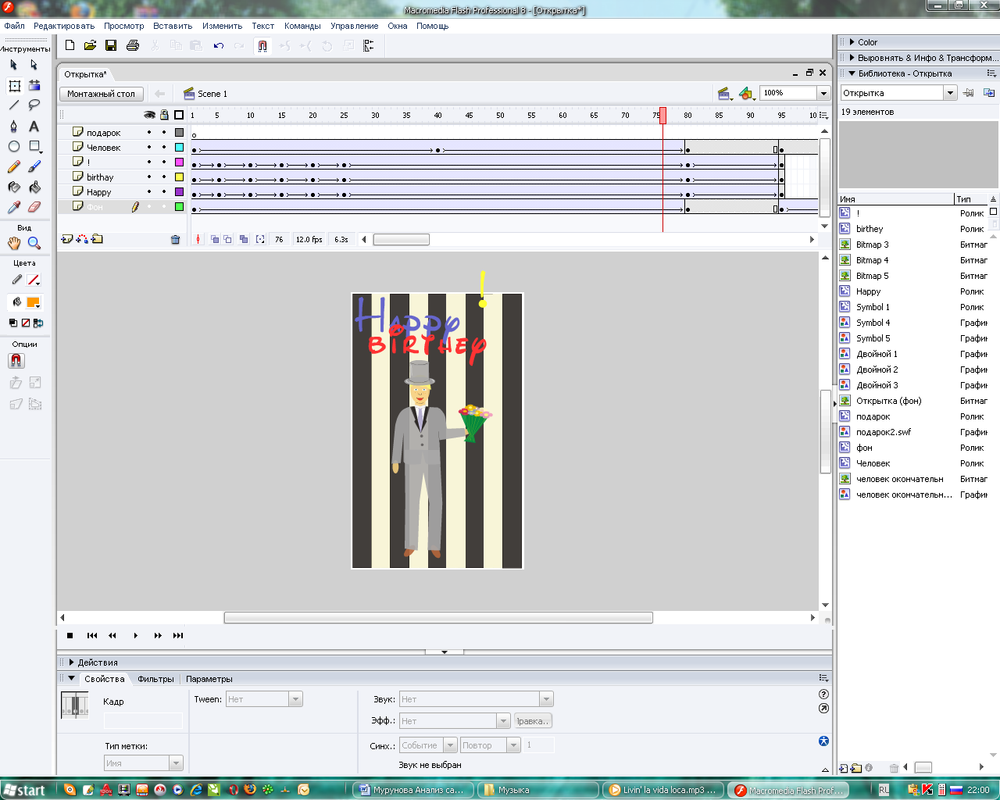 Macromedia Flash Professional 8 - [Открытка*]
Файл Редактировать Просмотр Вставить Изменить Текст Команды Управление Окна Помощь
Инструменты
Вид
Цвета
Опции
Открытка*
Монтажный стол Scene 1 100%
1 5 10 15 20 25 30 35 40 45 50 55 60 65 70 75 80 85 90 95 10
подарок
Человек
!
birthay
Happy
Фон
76 12.0 fps 6.3s
!
Happy
Birthey
Color
Выровнять & Инфо & Трансформ...
Библиотека - Открытка
Открытка
19 элементов
Имя Тип
! Ролик
birthey Ролик
Bitmap 3 Битмап
Bitmap 4 Битмап
Bitmap 5 Битмап
Happy Ролик
Symbol 1 Ролик
Symbol 4 График
Symbol 5 График
Двойной 1 График
Двойной 2 График
Двойной 3 График
Открытка (фон) Битмап
подарок Ролик
подарок2.swf График
фон Ролик
Человек Ролик
человек окончательн Битмап
человек окончательн... График
Действия
Свойства Фильтры Параметры
Кадр Tween: Нет Звук: Нет
Эфф.: Нет Правка..
Тип метки: Синх.: Событие Повтор 1
Имя Звук не выбран
start Мурунова Анализ са... Музыка Livin' la vida loca.mp3 ... Macromedia Flash Prof... RL 22:00